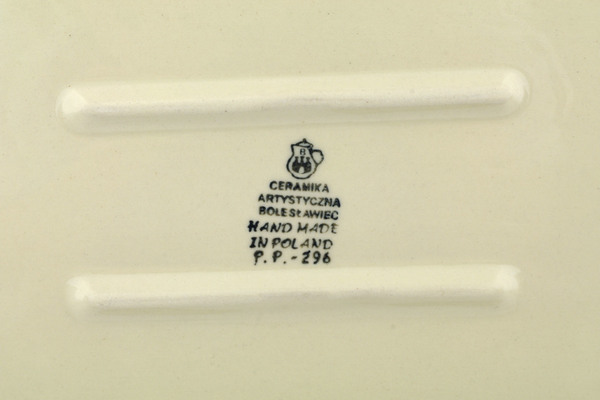 B
CERAMIKA
ARTYSTYCZNA
BOLESŁAWIEC
HAND MADE
IN POLAND
P.P.-296